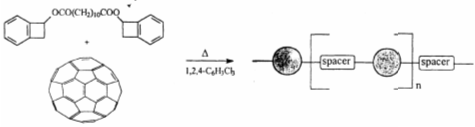 OCO(CH₂)₁₀COO
+
Δ
1,2,4-C₆H₃Cl₃
spacer
spacer
n